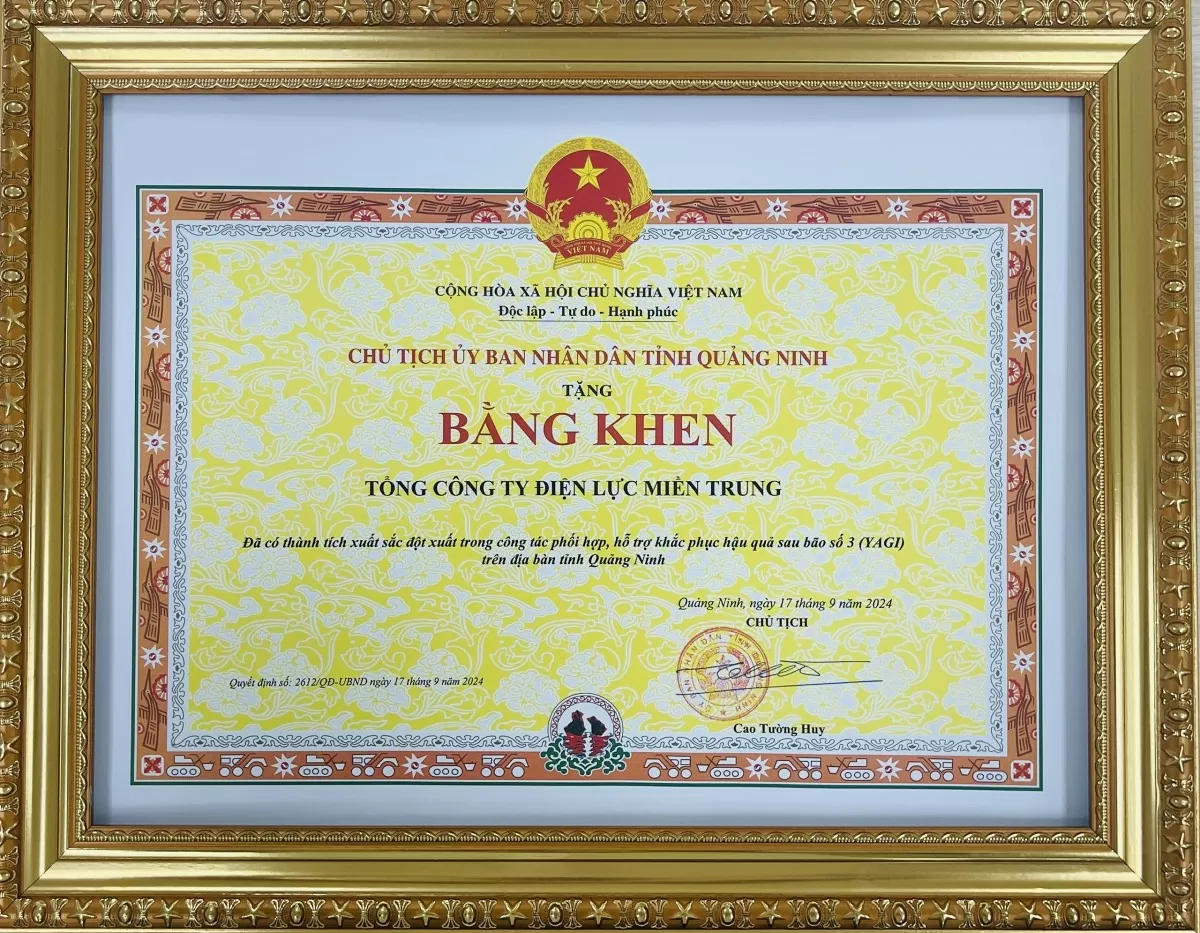 VIỆT NAM
CỘNG HÒA XÃ HỘI CHỦ NGHĨA VIỆT NAM
Độc lập - Tự do - Hạnh phúc
CHỦ TỊCH ỦY BAN NHÂN DÂN TỈNH QUẢNG NINH
TẶNG
BẰNG KHEN
TỔNG CÔNG TY ĐIỆN LỰC MIỀN TRUNG
Đã có thành tích xuất sắc đột xuất trong công tác phối hợp, hỗ trợ khắc phục hậu quả sau bão số 3 (YAGI)
trên địa bàn tỉnh Quảng Ninh
Quảng Ninh, ngày 17 tháng 9 năm 2024
CHỦ TỊCH
Quyết định số: 2612/QĐ-UBND ngày 17 tháng 9 năm 2024
Cao Tường Huy